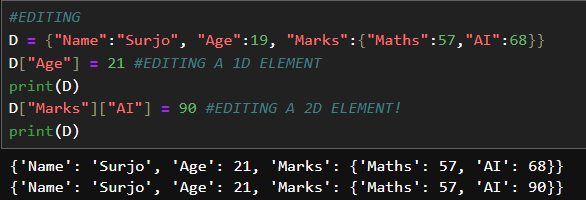 #EDITING
D = {"Name":"Surjo", "Age":19, "Marks":{"Maths":57,"AI":68}}
D["Age"] = 21 #EDITING A 1D ELEMENT
print(D)
D["Marks"]["AI"] = 90 #EDITING A 2D ELEMENT!
print(D)
{'Name': 'Surjo', 'Age': 21, 'Marks': {'Maths': 57, 'AI': 68}}
{'Name': 'Surjo', 'Age': 21, 'Marks': {'Maths': 57, 'AI': 90}}